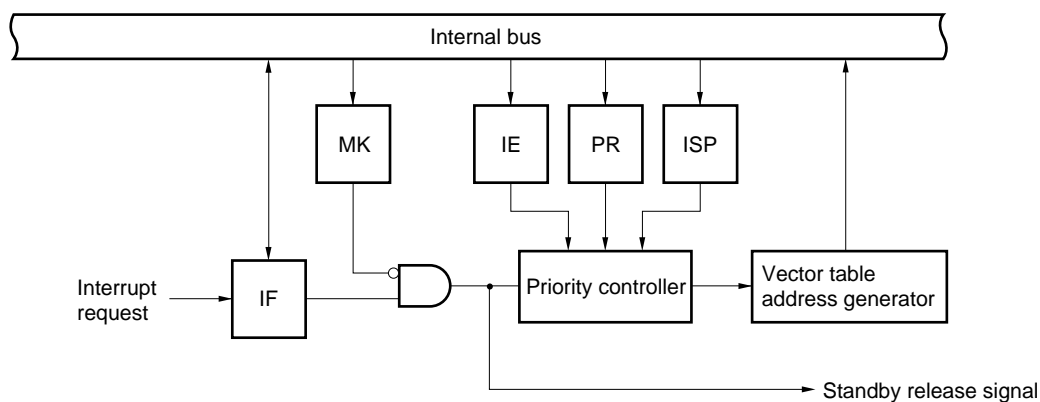 Internal bus
MK
IE
PR
ISP
Interrupt
request
IF
Priority controller
Vector table
address generator
Standby release signal